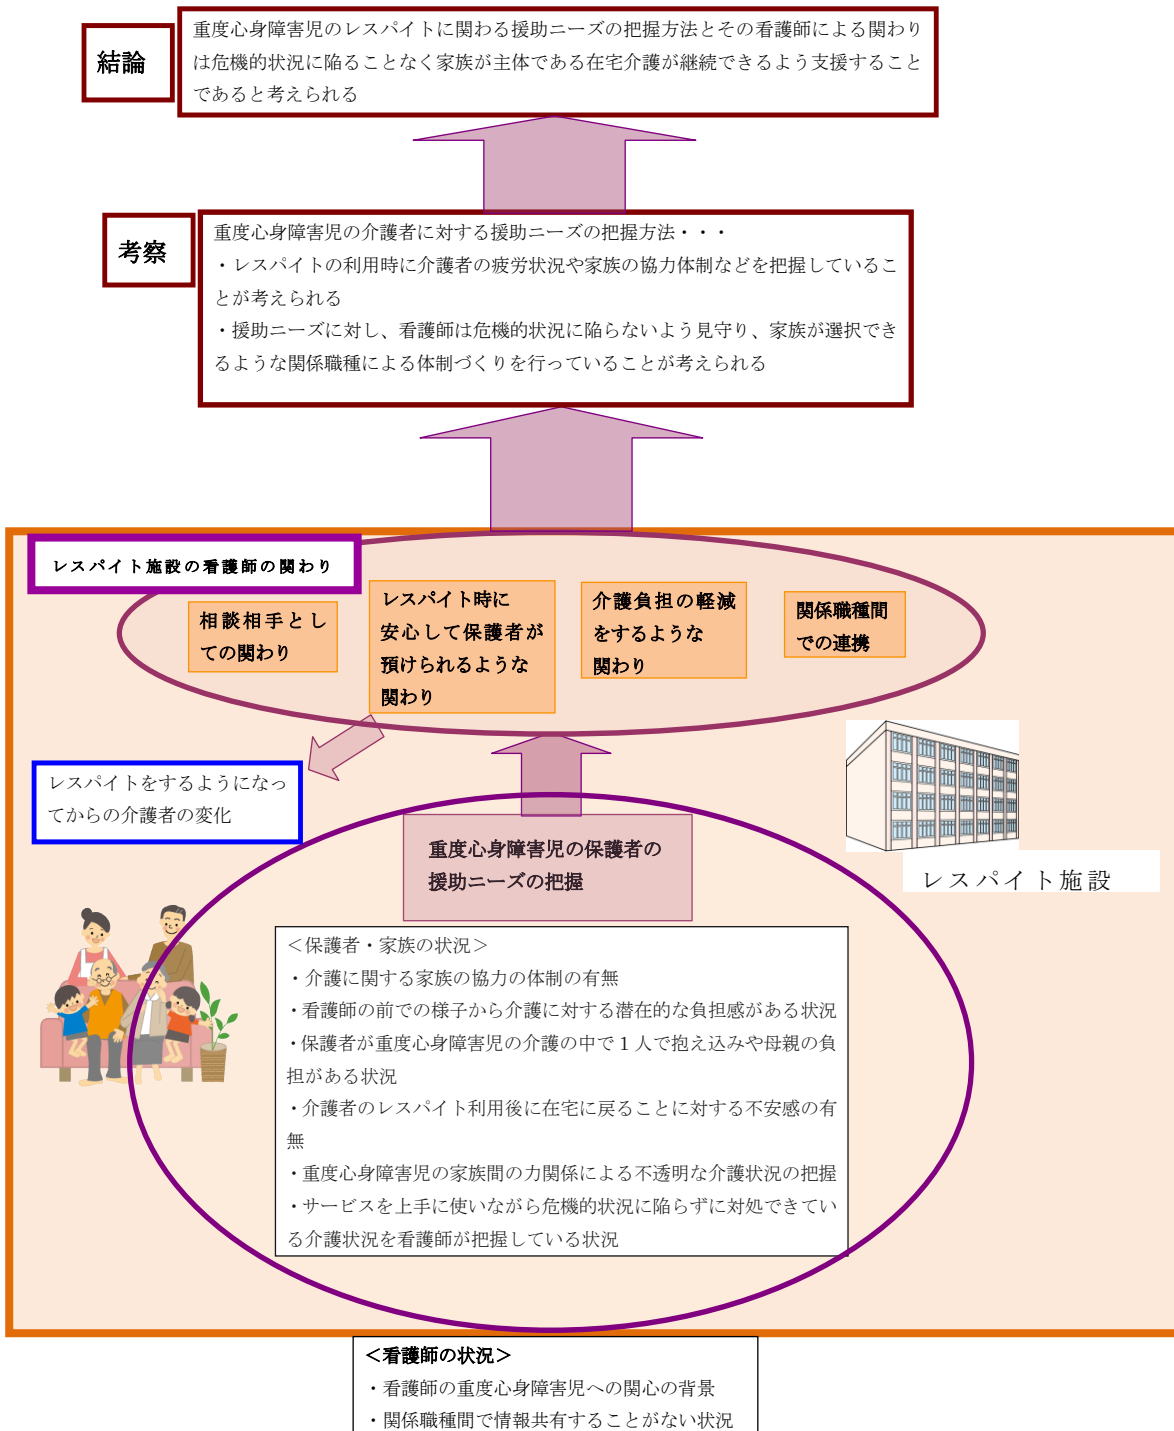 結論
重度心身障害児のレスパイトに関わる援助ニーズの把握方法とその看護師による関わり
は危機的状況に陥ることなく家族が主体である在宅介護が継続できるよう支援すること
であると考えられる
考察
重度心身障害児の介護者に対する援助ニーズの把握方法・・・
・レスパイトの利用時に介護者の疲労状況や家族の協力体制などを把握しているこ
とが考えられる
・援助ニーズに対し、看護師は危機的状況に陥らないよう見守り、家族が選択でき
るような関係職種による体制づくりを行っていることが考えられる
レスパイト施設の看護師の関わり
相談相手とし
ての関わり
レスパイト時に
安心して保護者が
預けられるような
関わり
介護負担の軽減
をするような
関わり
関係職種間
での連携
レスパイトをするようになっ
てからの介護者の変化
レスパイト施設
重度心身障害児の保護者の
援助ニーズの把握
＜保護者・家族の状況＞
・介護に関する家族の協力の体制の有無
・看護師の前での様子から介護に対する潜在的な負担感がある状況
・保護者が重度心身障害児の介護の中で１人で抱え込みや母親の負
担がある状況
・介護者のレスパイト利用後に在宅に戻ることに対する不安感の有
無
・重度心身障害児の家族間の力関係による不透明な介護状況の把握
・サービスを上手に使いながら危機的状況に陥らずに対処できてい
る介護状況を看護師が把握している状況
＜看護師の状況＞
・看護師の重度心身障害児への関心の背景
・関係職種間で情報共有することがない状況